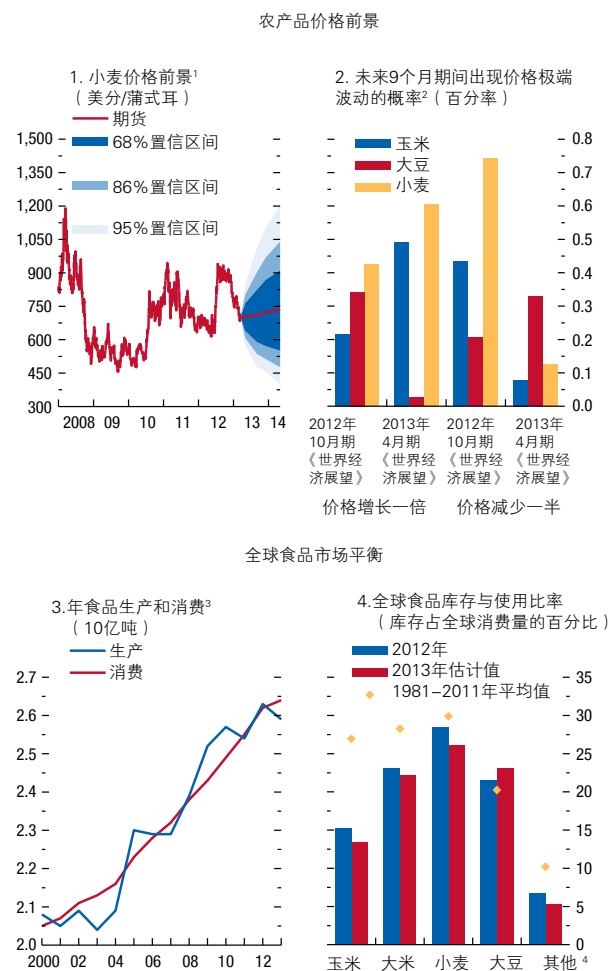 农产品价格前景
1. 小麦价格前景¹
（美分/蒲式耳）
期货
68%置信区间
86%置信区间
95%置信区间
1,500
1,350
1,200
1,050
900
750
600
450
300
2008 09 10 11 12 13 14
2. 未来9个月期间出现价格极端
波动的概率²（百分率）
玉米
大豆
小麦
0.8
0.7
0.6
0.5
0.4
0.3
0.2
0.1
0.0
2012年 2013年 2012年 2013年
10月期 4月期 10月期 4月期
《世界经 《世界经 《世界经 《世界经
济展望》 济展望》 济展望》 济展望》
价格增长一倍 价格减少一半
全球食品市场平衡
3.年食品生产和消费³
（10亿吨）
生产
消费
2.7
2.6
2.5
2.4
2.3
2.2
2.1
2.0
2000 02 04 06 08 10 12
4.全球食品库存与使用比率
（库存占全球消费量的百分比）
2012年
2013年估计值
1981–2011年平均值
35
30
25
20
15
10
5
0
玉米 大米 小麦 大豆 其他 ⁴